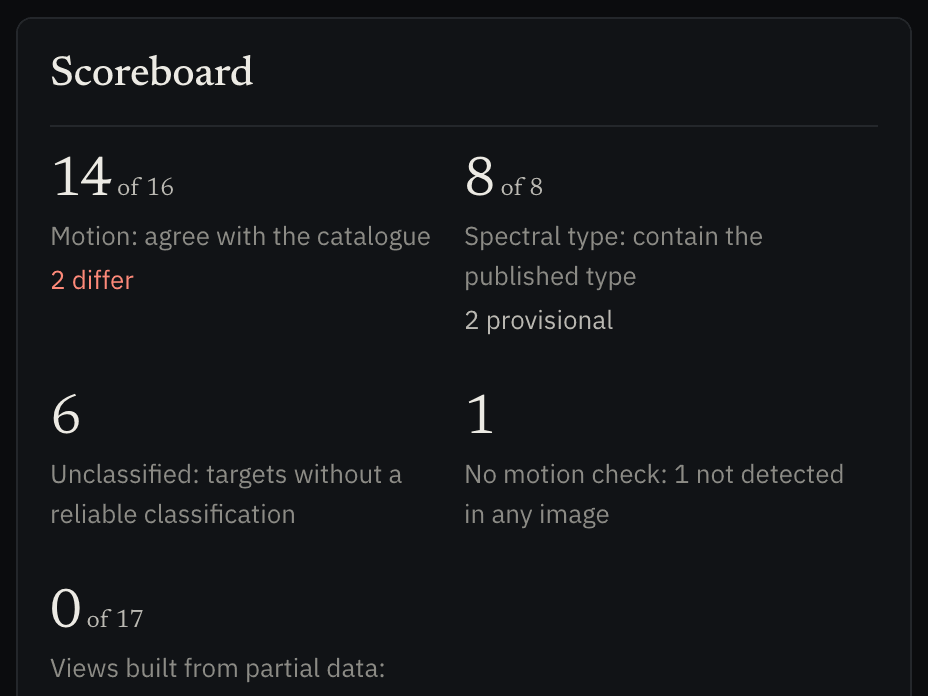 Scoreboard
14 of 16
Motion: agree with the catalogue
2 differ
8 of 8
Spectral type: contain the
published type
2 provisional
6
Unclassified: targets without a
reliable classification
1
No motion check: 1 not detected
in any image
0 of 17
Views built from partial data: